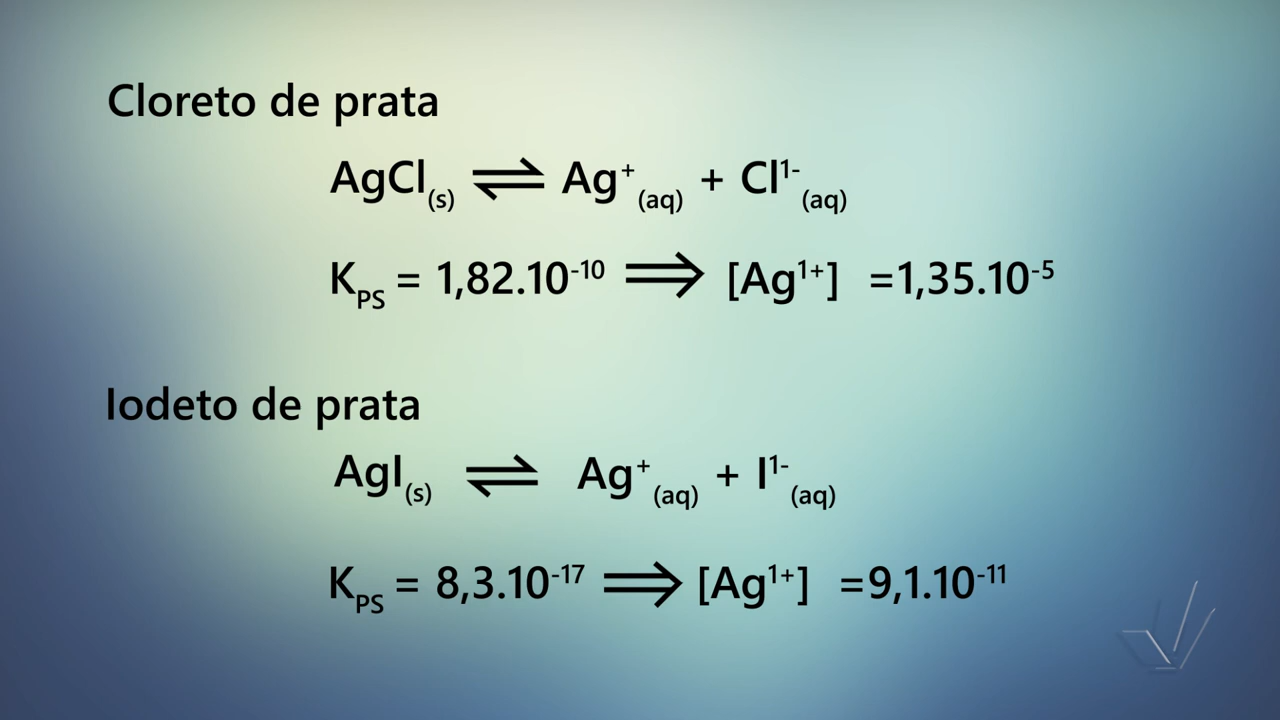 Cloreto de prata
AgCl(s) ⇌ Ag⁺(aq) + Cl¹⁻(aq)
KPS = 1,82.10⁻¹⁰ ⟹ [Ag¹⁺] =1,35.10⁻⁵
Iodeto de prata
AgI(s) ⇌ Ag⁺(aq) + I¹⁻(aq)
KPS = 8,3.10⁻¹⁷ ⟹ [Ag¹⁺] =9,1.10⁻¹¹